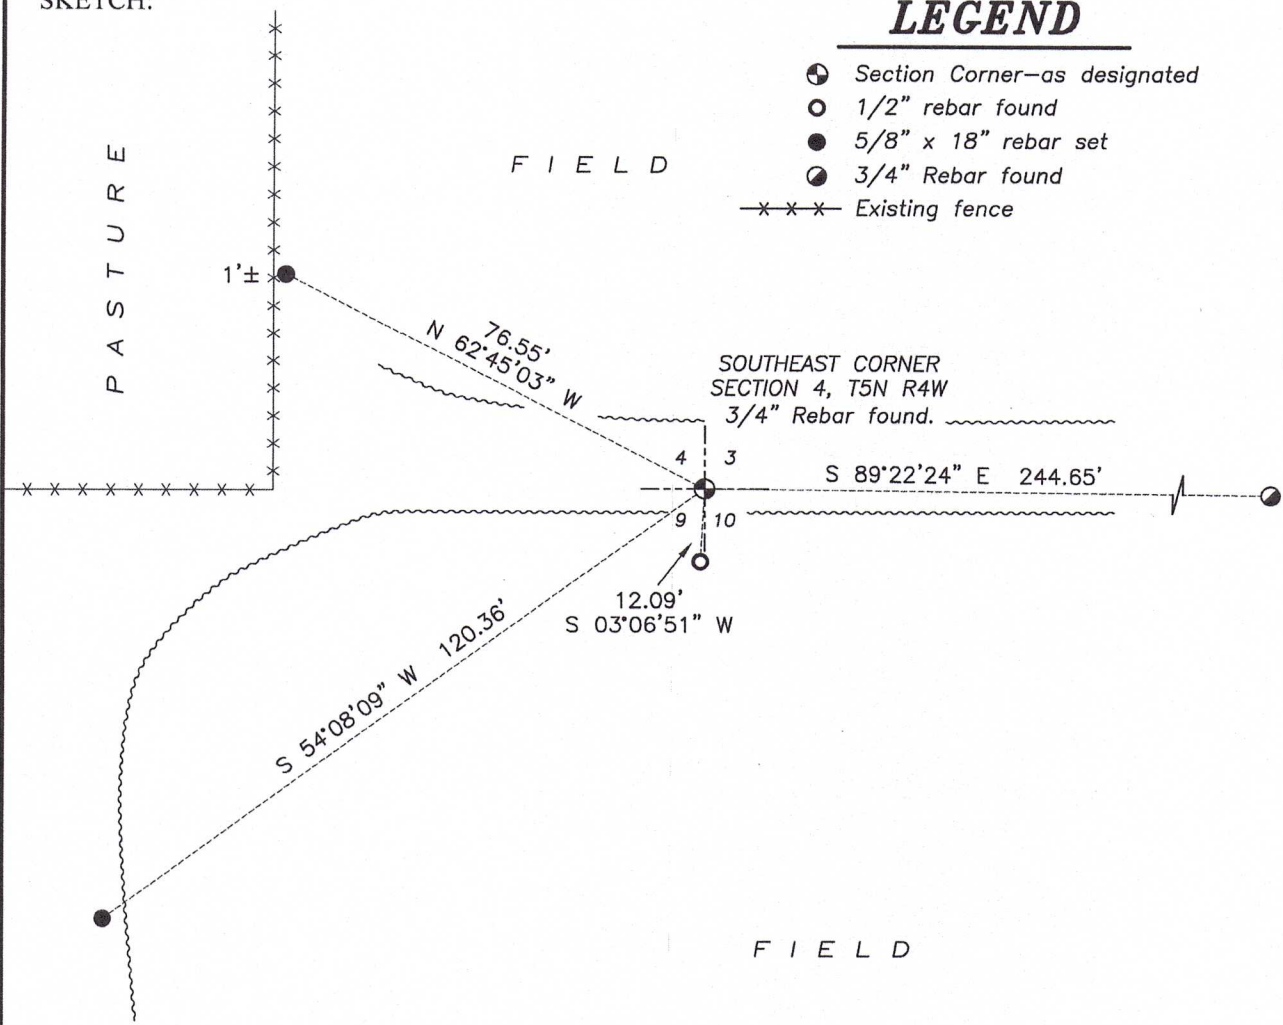 SKETCH:
LEGEND
Section Corner-as designated
1/2" rebar found
5/8" x 18" rebar set
3/4" Rebar found
Existing fence
PASTURE
FIELD
1'±
76.55'
N 62°45'03" W
SOUTHEAST CORNER
SECTION 4, T5N R4W
3/4" Rebar found.
4 3
S 89°22'24" E 244.65'
9 10
12.09'
S 03°06'51" W
S 54°08'09" W 120.36'
FIELD